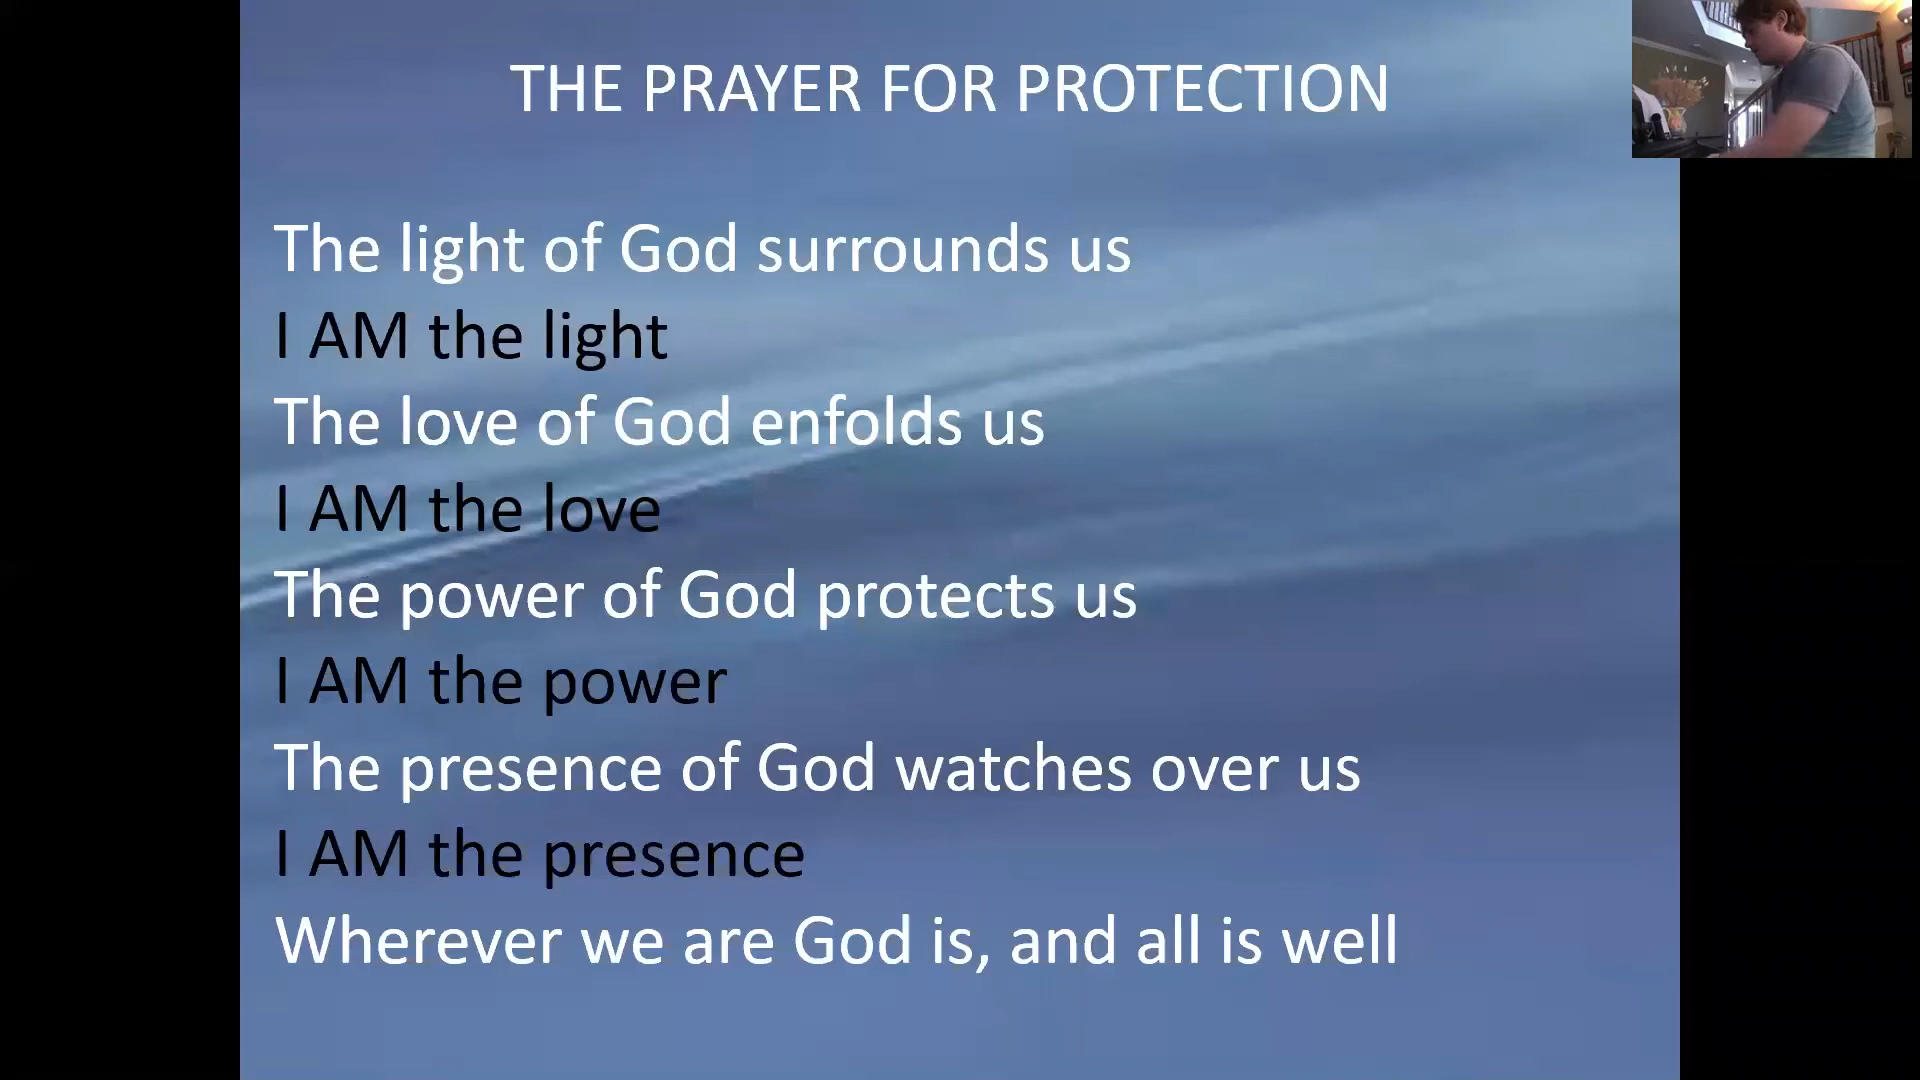 THE PRAYER FOR PROTECTION
The light of God surrounds us
I AM the light
The love of God enfolds us
I AM the love
The power of God protects us
I AM the power
The presence of God watches over us
I AM the presence
Wherever we are God is, and all is well